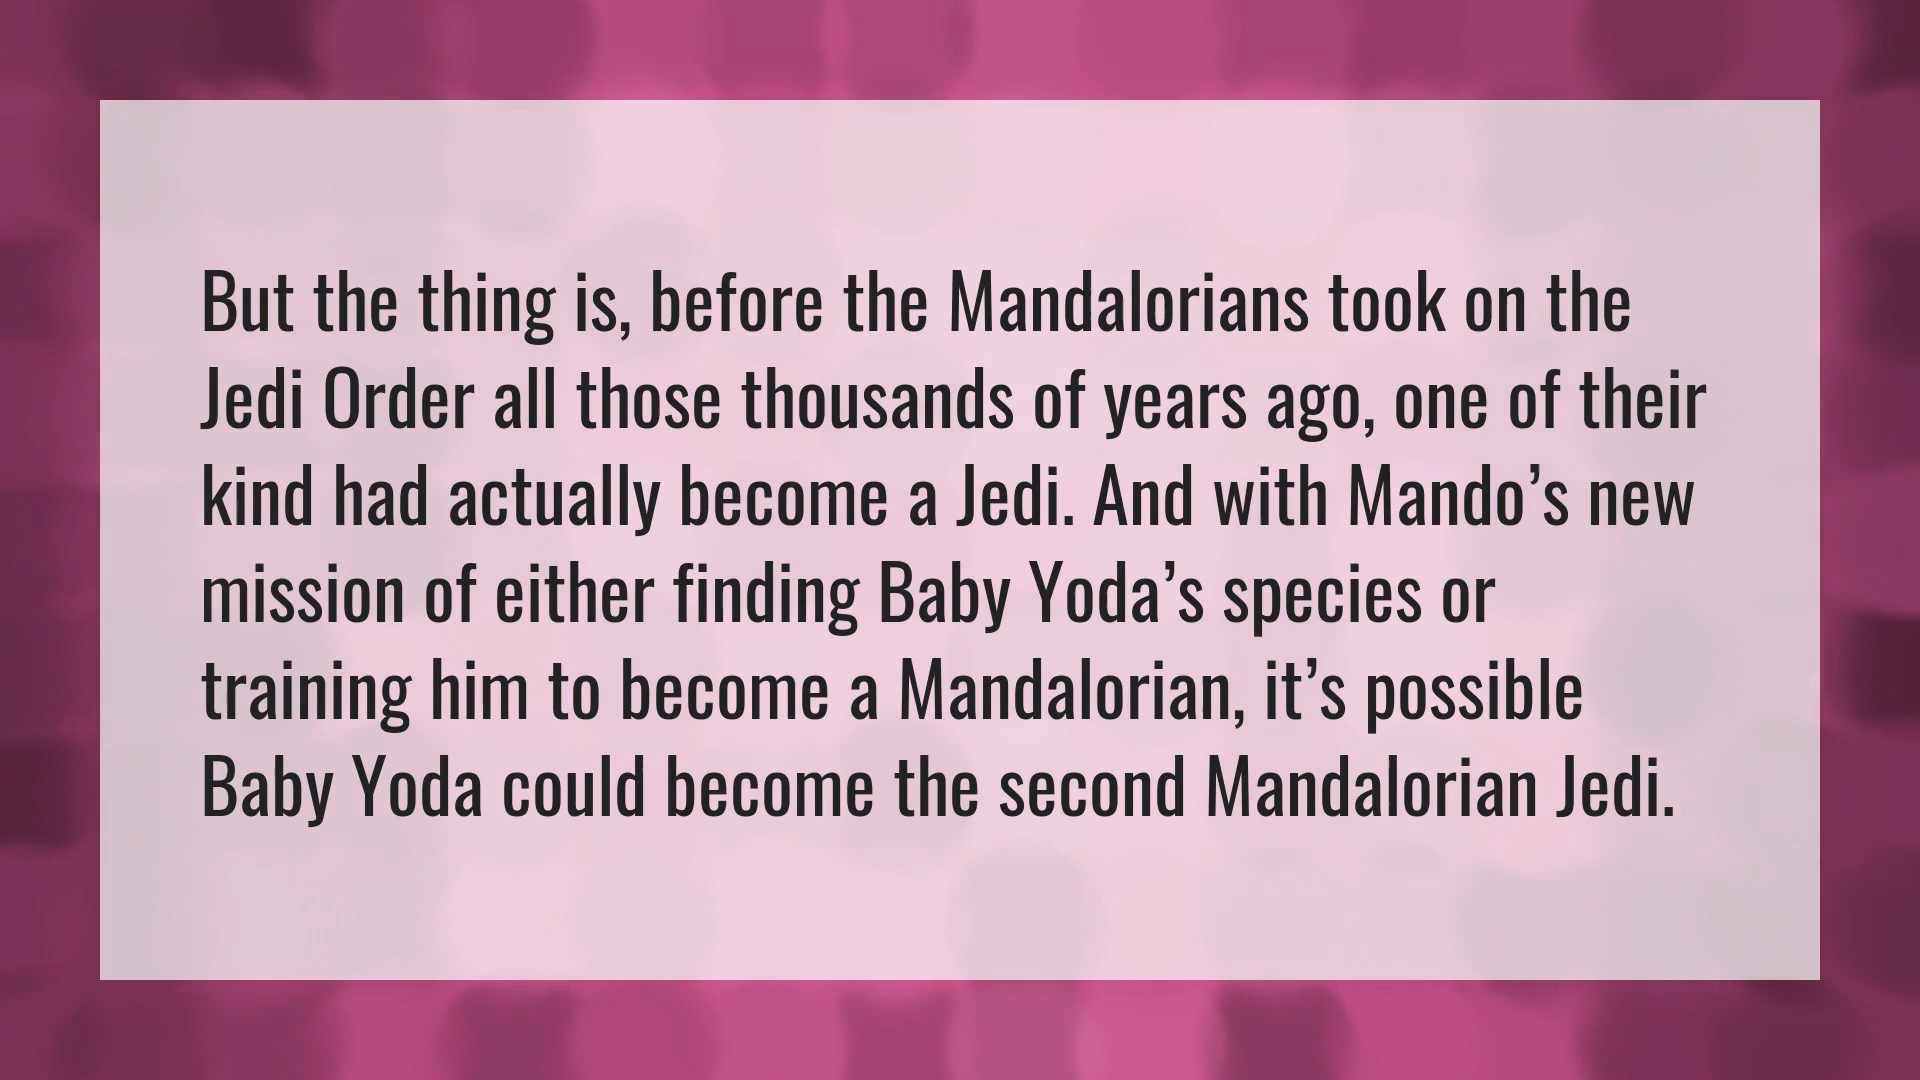 But the thing is, before the Mandalorians took on the
Jedi Order all those thousands of years ago, one of their
kind had actually become a Jedi. And with Mando’s new
mission of either finding Baby Yoda’s species or
training him to become a Mandalorian, it’s possible
Baby Yoda could become the second Mandalorian Jedi.